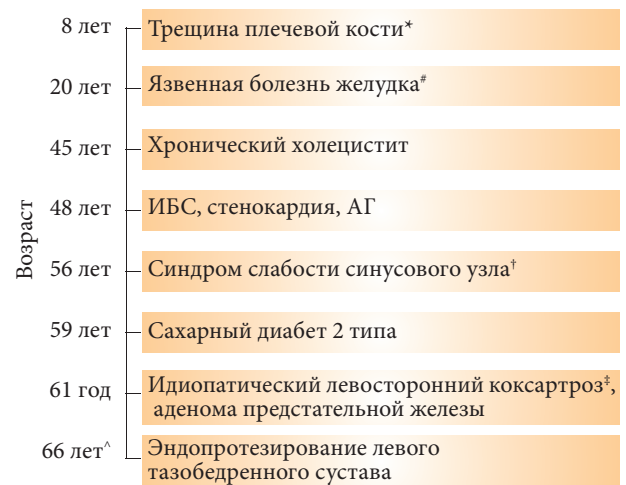 Возраст
8 лет Трещина плечевой кости*
20 лет Язвенная болезнь желудка#
45 лет Хронический холецистит
48 лет ИБС, стенокардия, АГ
56 лет Синдром слабости синусового узла†
59 лет Сахарный диабет 2 типа
61 год Идиопатический левосторонний коксартроз‡,
аденома предстательной железы
66 лет^ Эндопротезирование левого
тазобедренного сустава